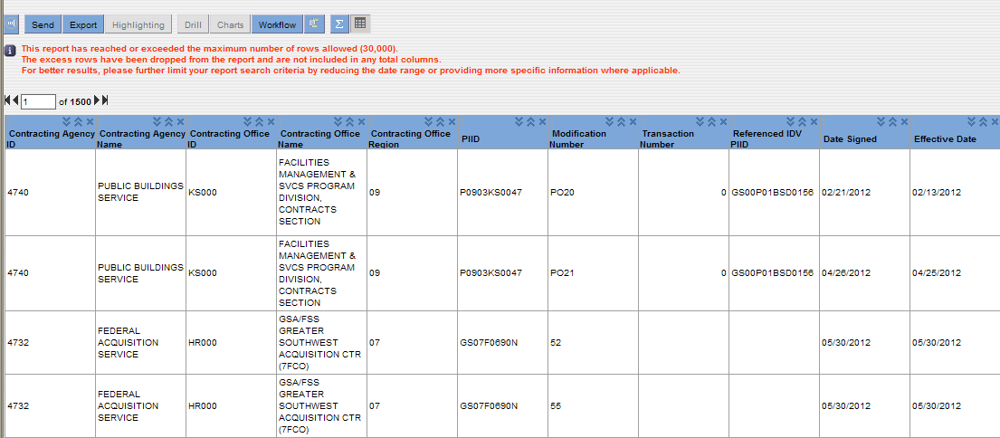 Send Export Highlighting Drill Charts Workflow Σ
This report has reached or exceeded the maximum number of rows allowed (30,000).
The excess rows have been dropped from the report and are not included in any total columns.
For better results, please further limit your report search criteria by reducing the date range or providing more specific information where applicable.
1 of 1500
Contracting Agency ID Contracting Agency Name Contracting Office ID Contracting Office Name Contracting Office Region PIID Modification Number Transaction Number Referenced IDV PIID Date Signed Effective Date
4740 PUBLIC BUILDINGS SERVICE KS000 FACILITIES MANAGEMENT & SVCS PROGRAM DIVISION, CONTRACTS SECTION 09 P0903KS0047 PO20 0 GS00P01BSD0156 02/21/2012 02/13/2012
4740 PUBLIC BUILDINGS SERVICE KS000 FACILITIES MANAGEMENT & SVCS PROGRAM DIVISION, CONTRACTS SECTION 09 P0903KS0047 PO21 0 GS00P01BSD0156 04/26/2012 04/25/2012
4732 FEDERAL ACQUISITION SERVICE HR000 GSA/FSS GREATER SOUTHWEST ACQUISITION CTR (7FCO) 07 GS07F0690N 52 05/30/2012 05/30/2012
4732 FEDERAL ACQUISITION SERVICE HR000 GSA/FSS GREATER SOUTHWEST ACQUISITION CTR (7FCO) 07 GS07F0690N 55 05/30/2012 05/30/2012